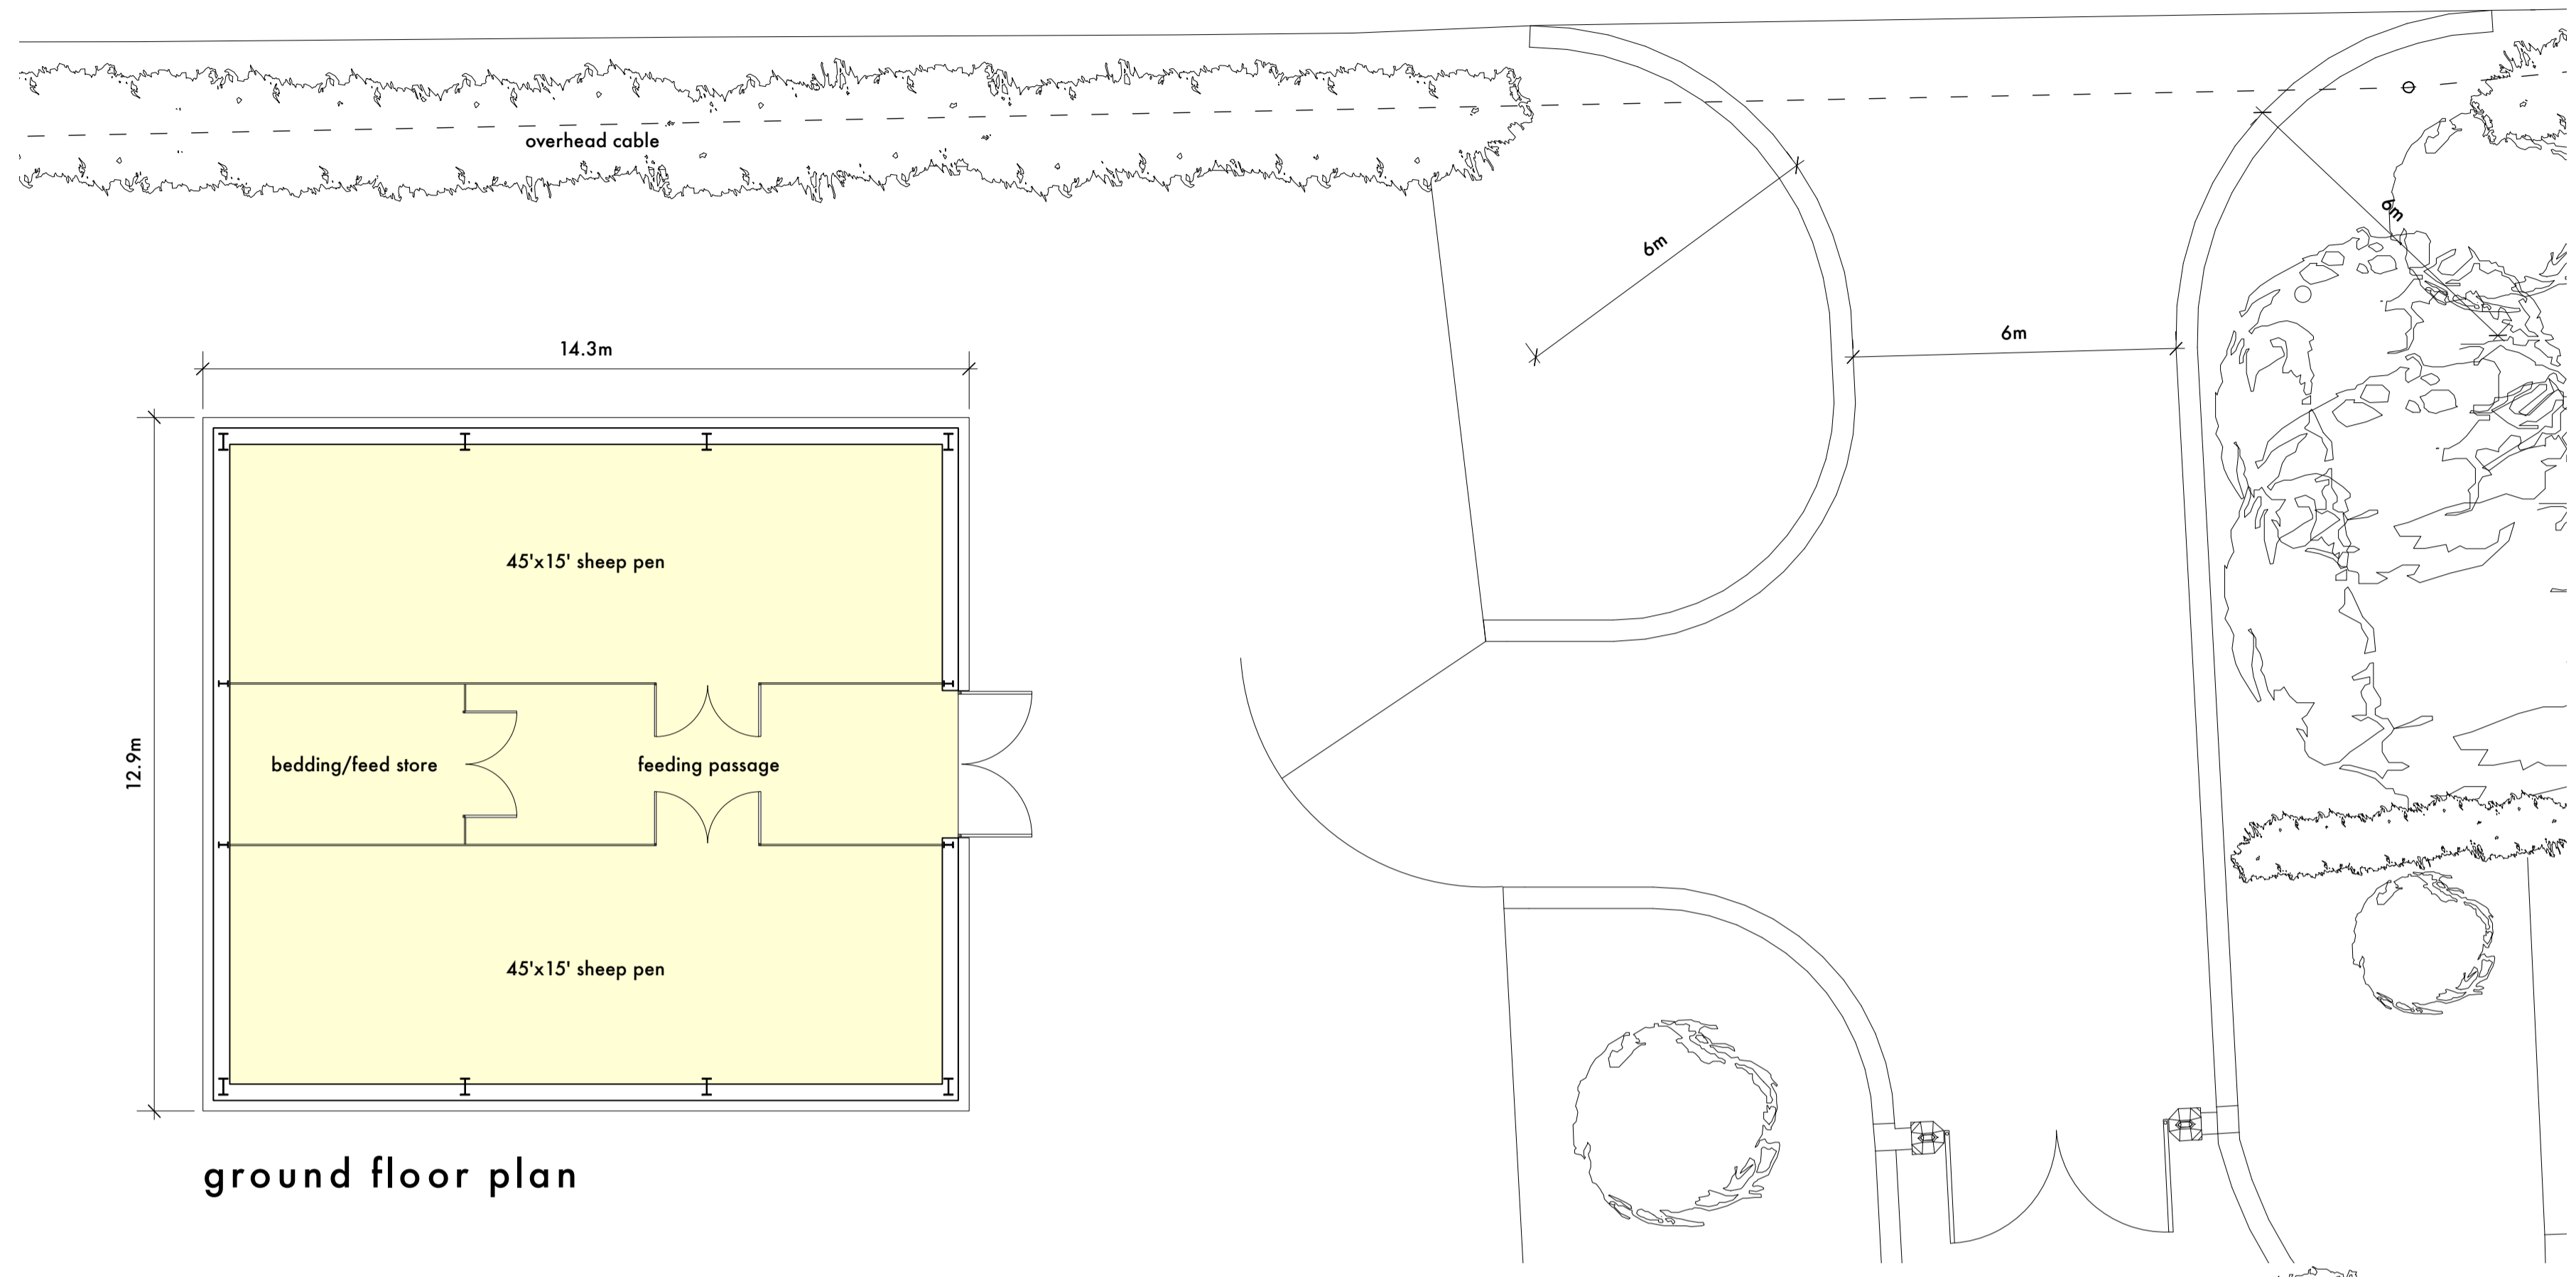 overhead cable
6m
6m
6m
14.3m
12.9m
45'x15' sheep pen
bedding/feed store
feeding passage
45'x15' sheep pen
ground floor plan